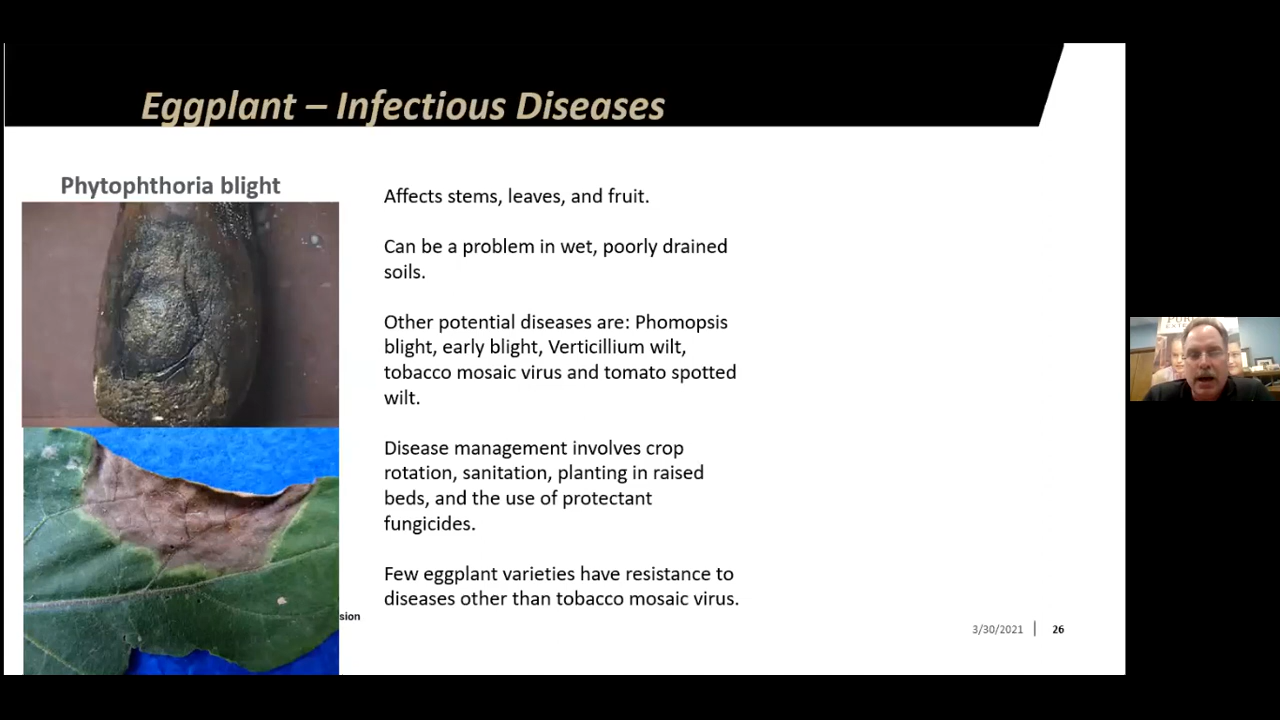 Eggplant – Infectious Diseases
Phytophthoria blight
Affects stems, leaves, and fruit.
Can be a problem in wet, poorly drained
soils.
Other potential diseases are: Phomopsis
blight, early blight, Verticillium wilt,
tobacco mosaic virus and tomato spotted
wilt.
Disease management involves crop
rotation, sanitation, planting in raised
beds, and the use of protectant
fungicides.
Few eggplant varieties have resistance to
diseases other than tobacco mosaic virus.
sion
3/30/2021 | 26